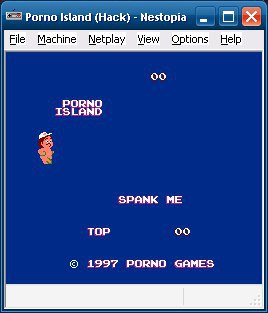 Porno Island (Hack) - Nestopia
File Machine Netplay View Options Help
00
PORNO
ISLAND
SPANK ME
TOP 00
© 1997 PORNO GAMES